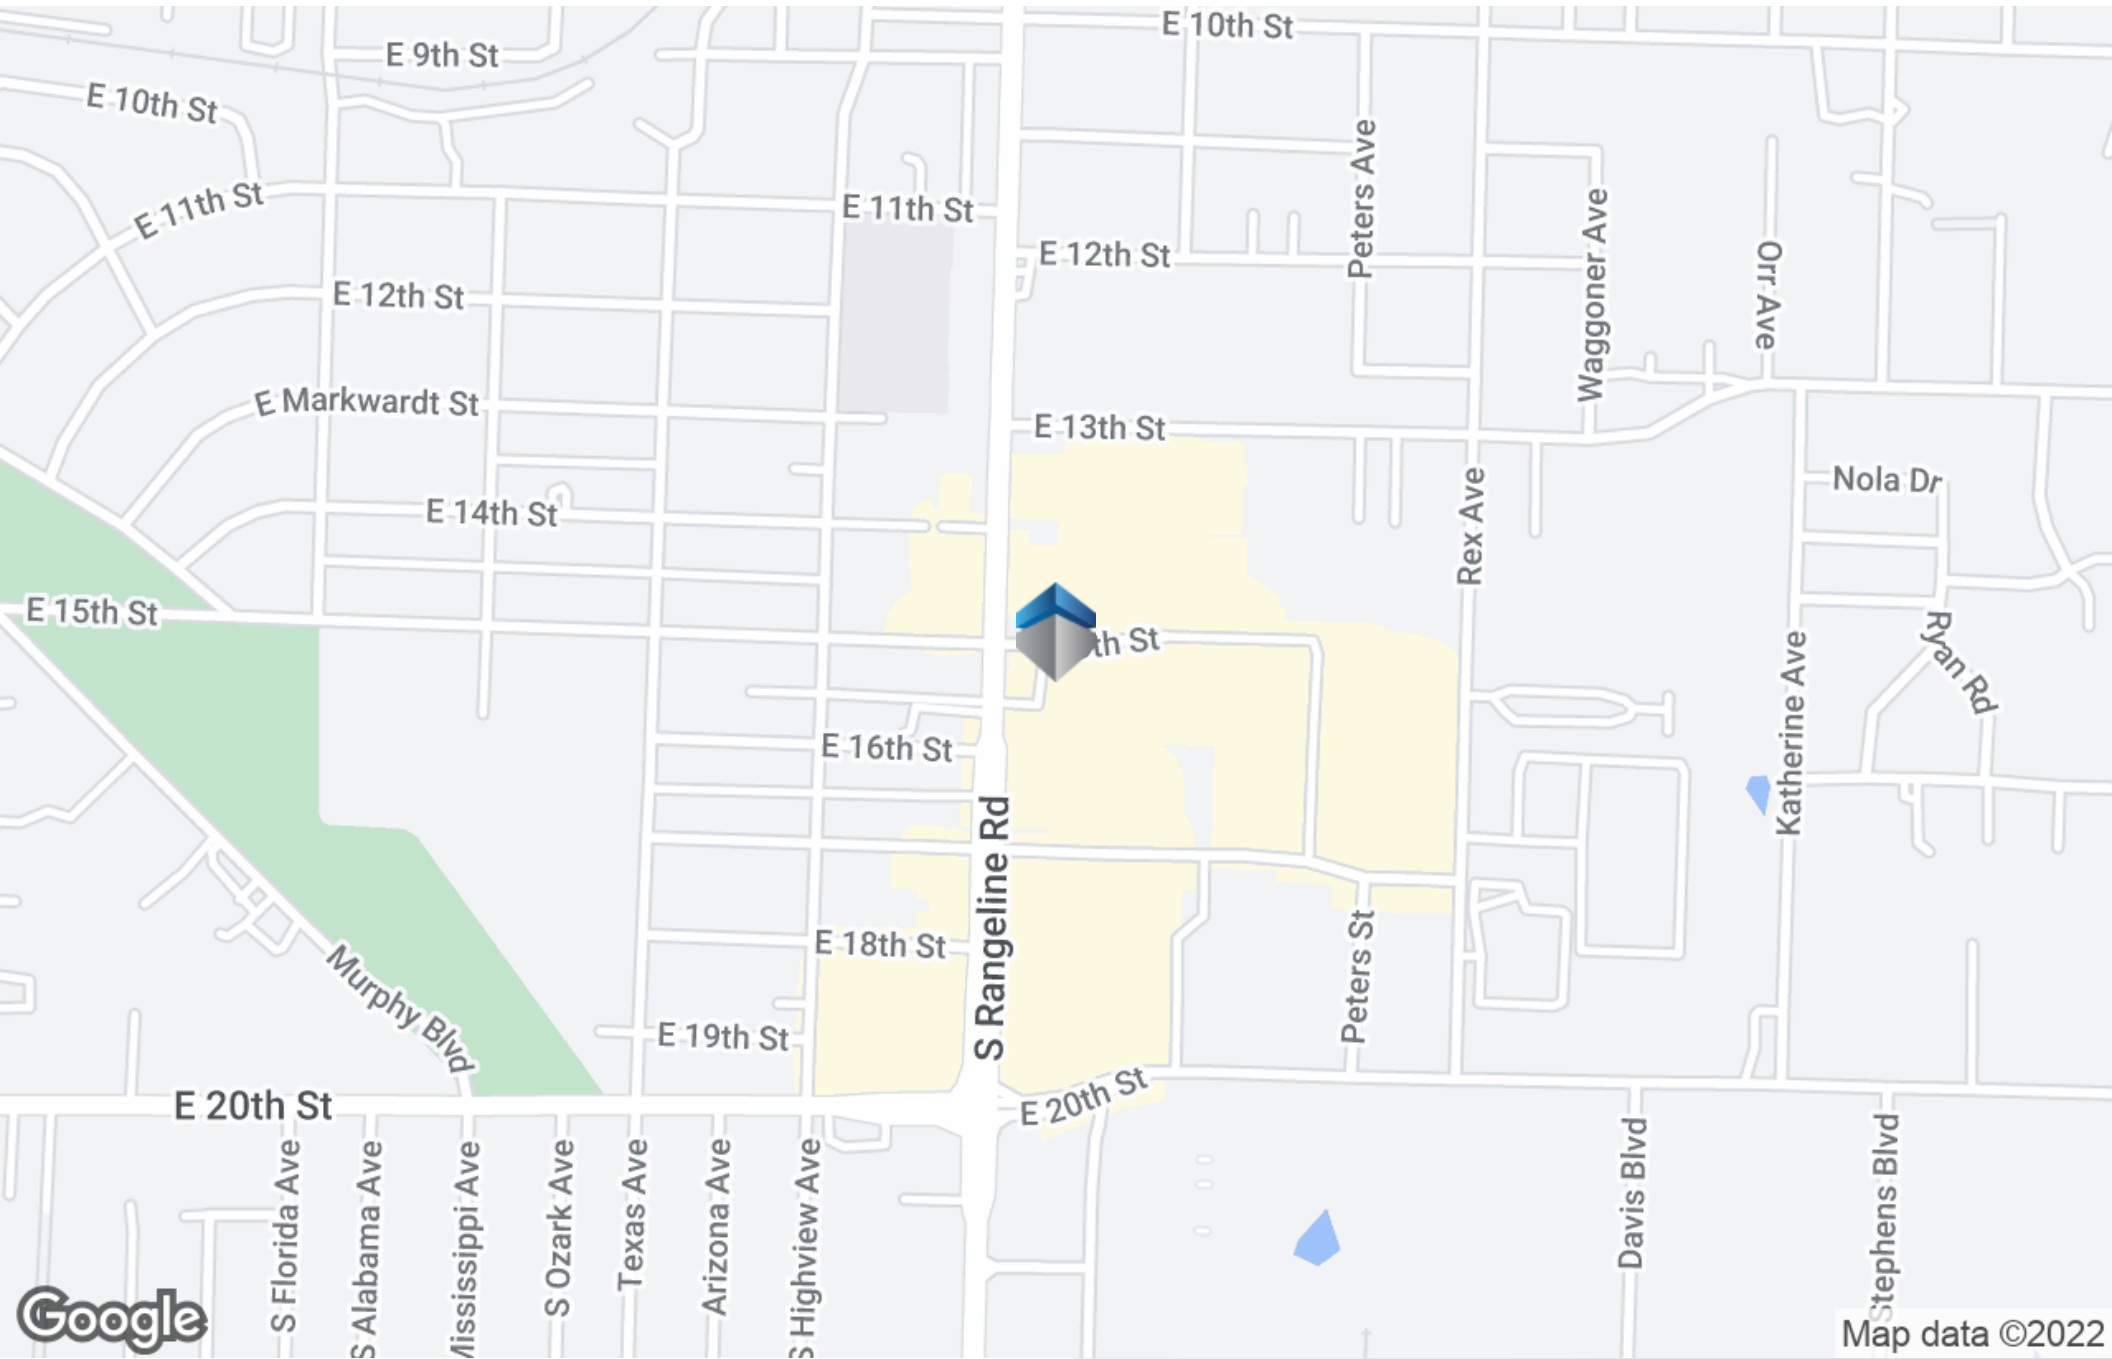 E 10th St
E 9th St
E 10th St
Peters Ave
E 11th St
E 11th St
Waggoner Ave
E 12th St
Orr Ave
E 12th St
E Markwardt St
E 13th St
Rex Ave
Nola Dr
E 14th St
E 15th St
th St
Ryan Rd
Katherine Ave
E 16th St
S Rangeline Rd
E 18th St
Peters St
Murphy Blvd
E 19th St
E 20th St
E 20th St
S Florida Ave
S Alabama Ave
Mississippi Ave
S Ozark Ave
Texas Ave
Arizona Ave
S Highview Ave
Davis Blvd
Stephens Blvd
Google
Map data ©2022